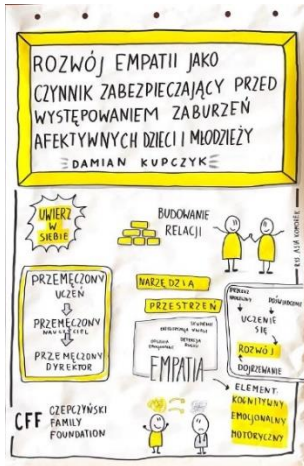 ROZWÓJ EMPATII JAKO
CZYNNIK ZABEZPIECZAJĄCY PRZED
WYSTĘPOWANIEM ZABURZEŃ
AFEKTYWNYCH DZIECI I MŁODZIEŻY
DAMIAN KUPCZYK
UWIERZ
W
SIEBIE
BUDOWANIE
RELACJI
RYS. ASIA
PRZEMĘCZONY
UCZEŃ
PRZEMĘCZONY
NAUCZYCIEL
PRZEMĘCZONY
DYREKTOR
NARZĘDZIA
PRZESTRZEŃ
EMPATIA
UCZENIE
SIĘ
ROZWÓJ
DOJRZEWANIE
ELEMENT:
KOGNITYWNY
EMOCJONALNY
MOTORYCZNY
CFF
CZEPCZYŃSKI
FAMILY
FOUNDATION